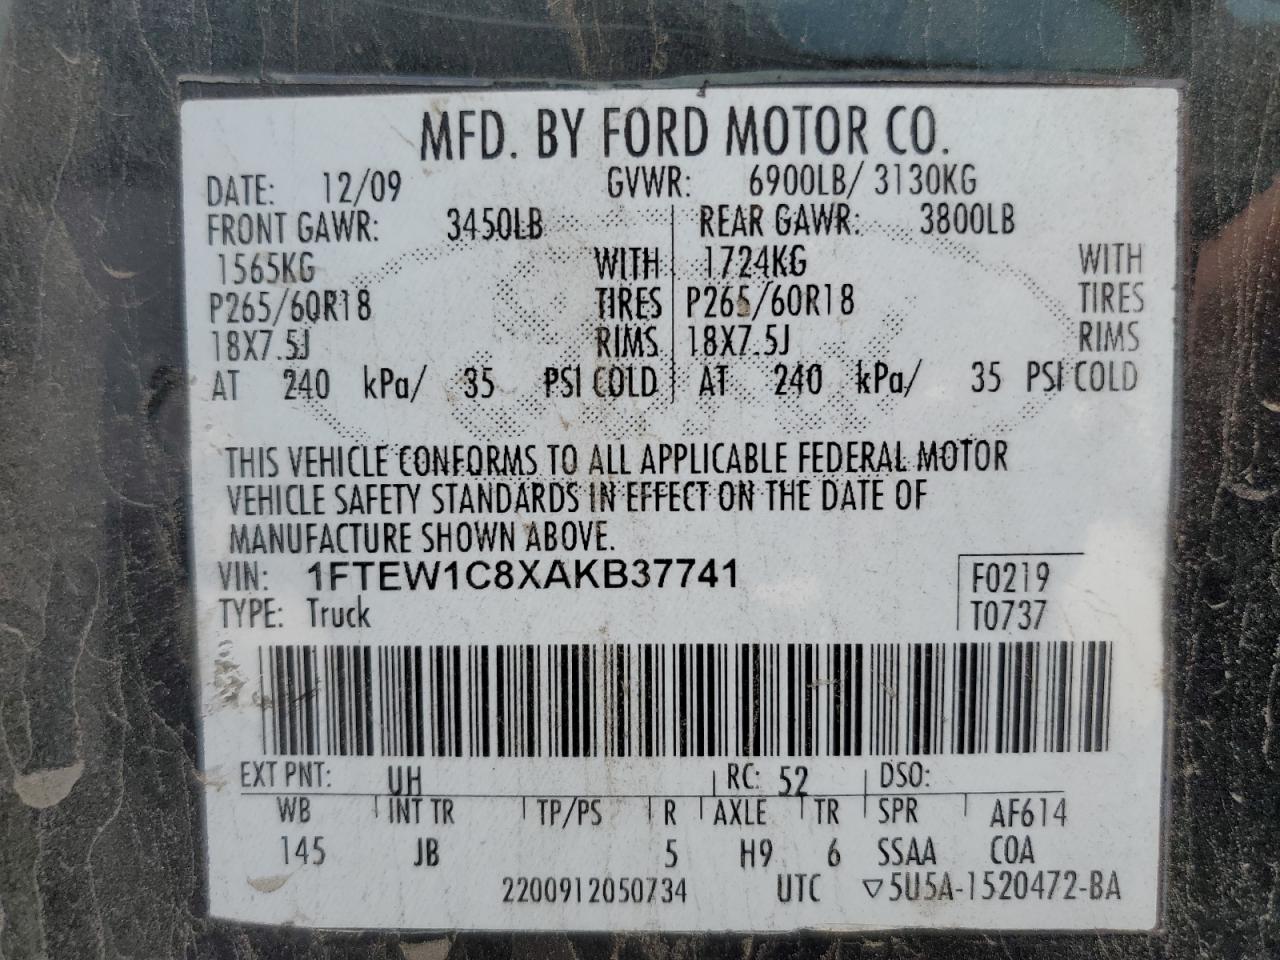 MFD. BY FORD MOTOR CO.
DATE: 12/09 GVWR: 6900LB/ 3130KG
FRONT GAWR: 3450LB REAR GAWR: 3800LB
1565KG WITH 1724KG WITH
P265/60R18 TIRES P265/60R18 TIRES
18X7.5J RIMS 18X7.5J RIMS
AT 240 kPa/ 35 PSI COLD AT 240 kPa/ 35 PSI COLD
THIS VEHICLE CONFORMS TO ALL APPLICABLE FEDERAL MOTOR
VEHICLE SAFETY STANDARDS IN EFFECT ON THE DATE OF
MANUFACTURE SHOWN ABOVE.
VIN: 1FTEW1C8XAKB37741 F0219
TYPE: Truck T0737
EXT PNT: UH RC: 52 DSO:
WB INT TR TP/PS R AXLE TR SPR AF614
145 JB 5 H9 6 SSAA COA
2200912050734 UTC ▽5U5A-1520472-BA